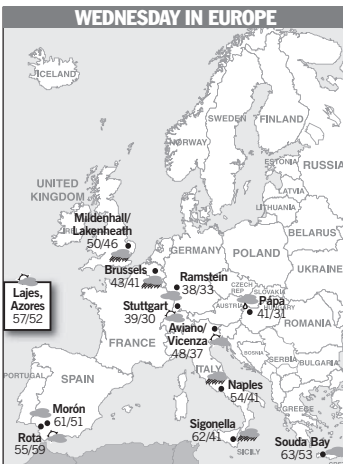 WEDNESDAY IN EUROPE
ICELAND
SWEDEN
FINLAND
NORWAY
RUSSIA
ESTONIA
LATVIA
LITHUANIA
UNITED
KINGDOM
Mildenhall/
Lakenheath
50/46
BELARUS
GERMANY
POLAND
UKRAINE
Brussels
43/41
Ramstein
38/33
CZECH
REP
SLOVAKIA
Lajes,
Azores
57/52
Stuttgart
39/30
AUSTRIA
HUNGARY
Pápa
41/31
Aviano/
Vicenza
48/37
ROMANIA
FRANCE
BOSNIA
SERBIA
BULGARIA
ITALY
PORTUGAL
SPAIN
Naples
54/41
Morón
61/51
GREECE
Sigonella
62/41
Rota
55/59
SICILY
Souda Bay
63/53